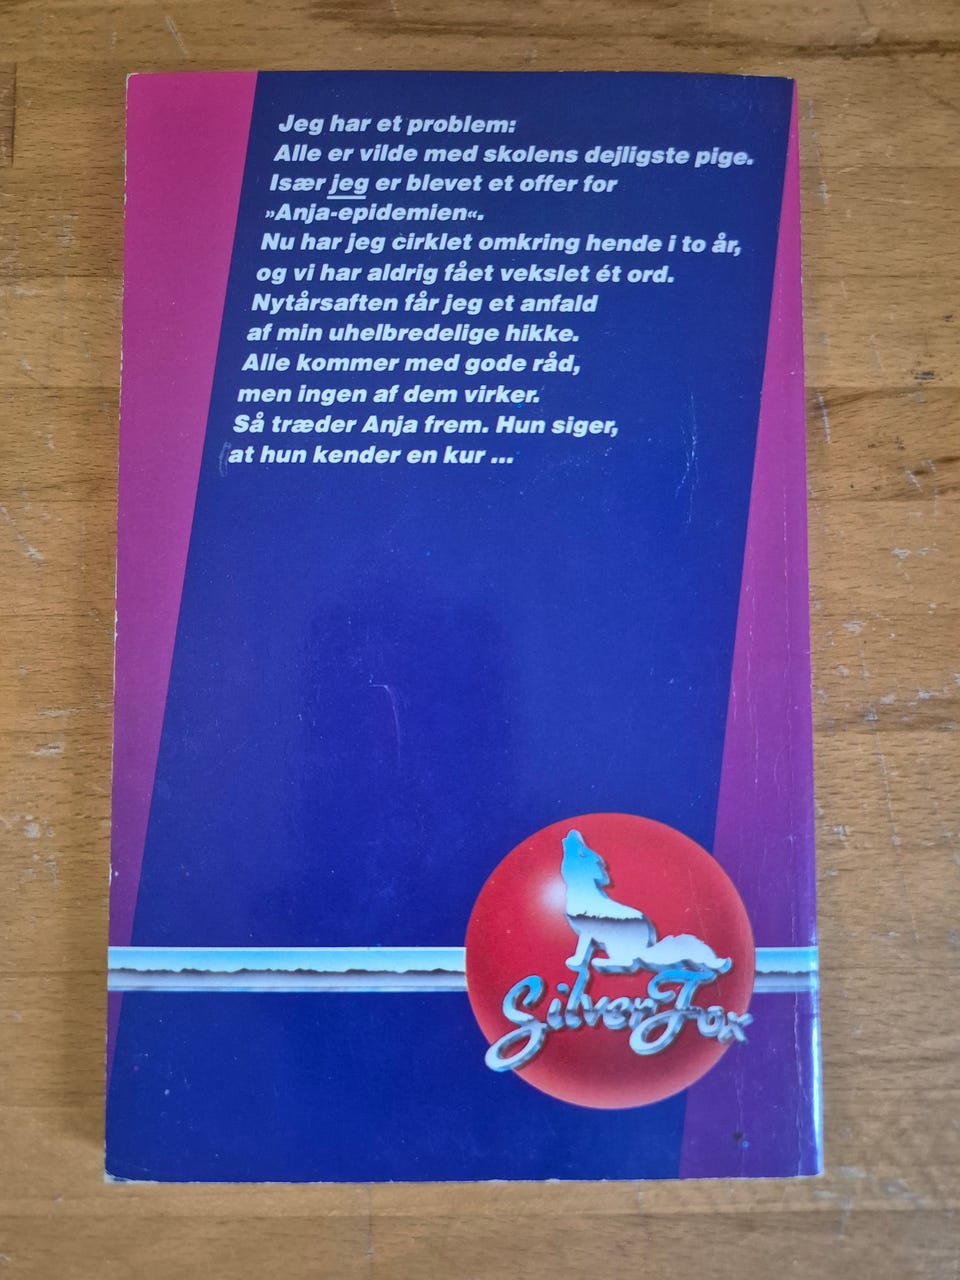 Jeg har et problem:
Alle er vilde med skolens dejligste pige.
Især jeg er blevet et offer for
»Anja-epidemien«.
Nu har jeg cirklet omkring hende i to år,
og vi har aldrig fået vekslet ét ord.
Nytårsaften får jeg et anfald
af min uhelbredelige hikke.
Alle kommer med gode råd,
men ingen af dem virker.
Så træder Anja frem. Hun siger,
at hun kender en kur ...
SilverFox